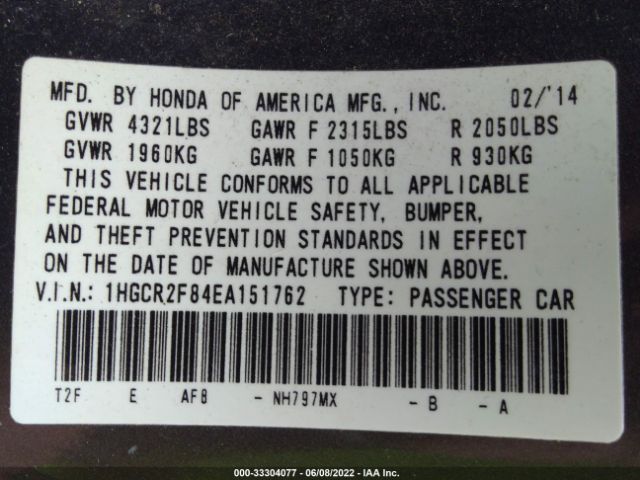 MFD. BY HONDA OF AMERICA MFG., INC. 02/'14
GVWR 4321LBS GAWR F 2315LBS R 2050LBS
GVWR 1960KG GAWR F 1050KG R 930KG
THIS VEHICLE CONFORMS TO ALL APPLICABLE
FEDERAL MOTOR VEHICLE SAFETY, BUMPER,
AND THEFT PREVENTION STANDARDS IN EFFECT
ON THE DATE OF MANUFACTURE SHOWN ABOVE.
V.I.N.: 1HGCR2F84EA151762 TYPE: PASSENGER CAR
T2F E AF8 - NH797MX - B - A
000-33304077 - 06/08/2022 - IAA Inc.